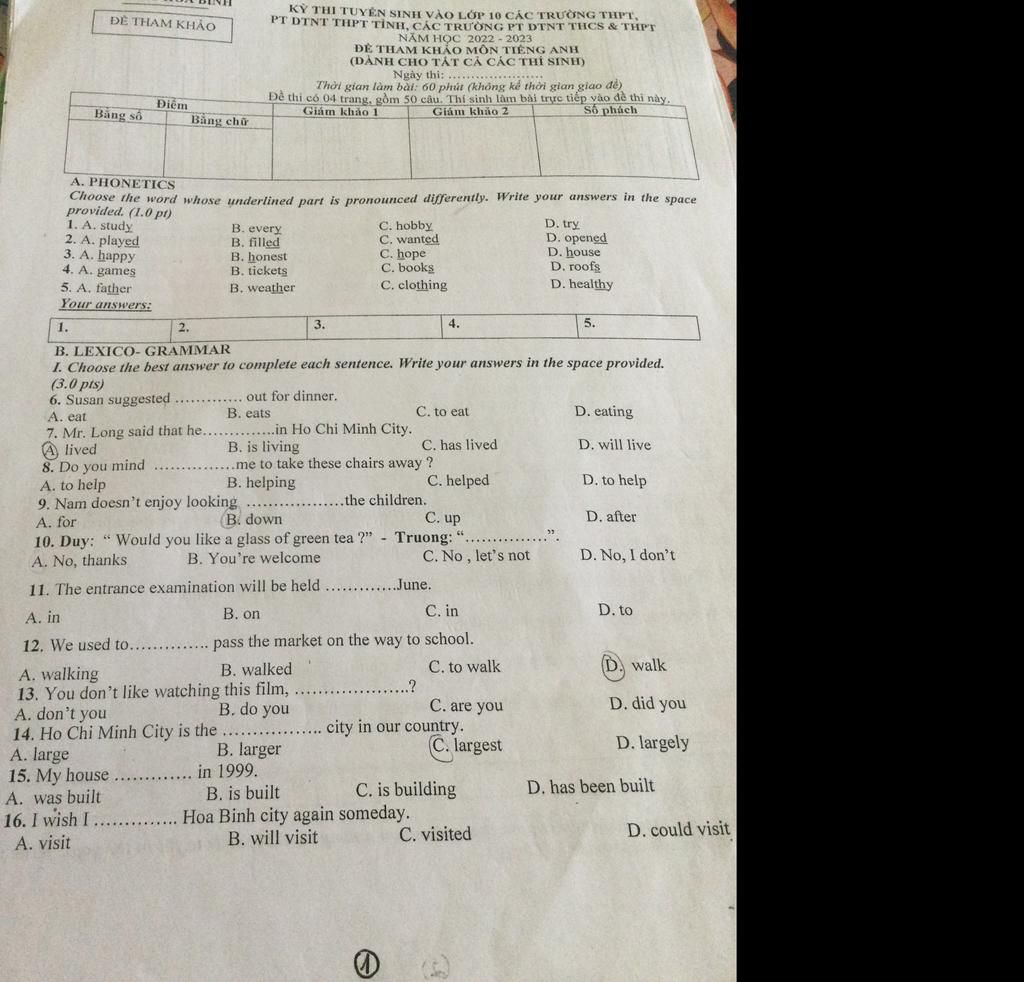 BÌNH
ĐỀ THAM KHẢO
KỲ THI TUYỂN SINH VÀO LỚP 10 CÁC TRƯỜNG THPT,
PT DTNT THPT TỈNH, CÁC TRƯỜNG PT DTNT THCS & THPT
NĂM HỌC 2022 - 2023
ĐỀ THAM KHẢO MÔN TIẾNG ANH
(DÀNH CHO TẤT CẢ CÁC THÍ SINH)
Ngày thi: .....................
Thời gian làm bài: 60 phút (không kể thời gian giao đề)
Đề thi có 04 trang, gồm 50 câu. Thí sinh làm bài trực tiếp vào đề thi này.
Điểm Giám khảo 1 Giám khảo 2 Số phách
Bằng số Bằng chữ
A. PHONETICS
Choose the word whose underlined part is pronounced differently. Write your answers in the space
provided. (1.0 pt)
1. A. study B. every C. hobby D. try
2. A. played B. filled C. wanted D. opened
3. A. happy B. honest C. hope D. house
4. A. games B. tickets C. books D. roofs
5. A. father B. weather C. clothing D. healthy
Your answers:
1. 2. 3. 4. 5.
B. LEXICO- GRAMMAR
I. Choose the best answer to complete each sentence. Write your answers in the space provided.
(3.0 pts)
6. Susan suggested ............. out for dinner.
A. eat B. eats C. to eat D. eating
7. Mr. Long said that he..............in Ho Chi Minh City.
A. lived B. is living C. has lived D. will live
8. Do you mind ...............me to take these chairs away ?
A. to help B. helping C. helped D. to help
9. Nam doesn't enjoy looking ..................the children.
A. for B. down C. up D. after
10. Duy: “ Would you like a glass of green tea ?” - Truong: “...............”.
A. No, thanks B. You're welcome C. No , let's not D. No, I don't
11. The entrance examination will be held .............June.
A. in B. on C. in D. to
12. We used to.............. pass the market on the way to school.
A. walking B. walked C. to walk D. walk
13. You don't like watching this film, ....................?
A. don't you B. do you C. are you D. did you
14. Ho Chi Minh City is the ................. city in our country.
A. large B. larger C. largest D. largely
15. My house ............. in 1999.
A. was built B. is built C. is building D. has been built
16. I wish I .............. Hoa Binh city again someday.
A. visit B. will visit C. visited D. could visit
1